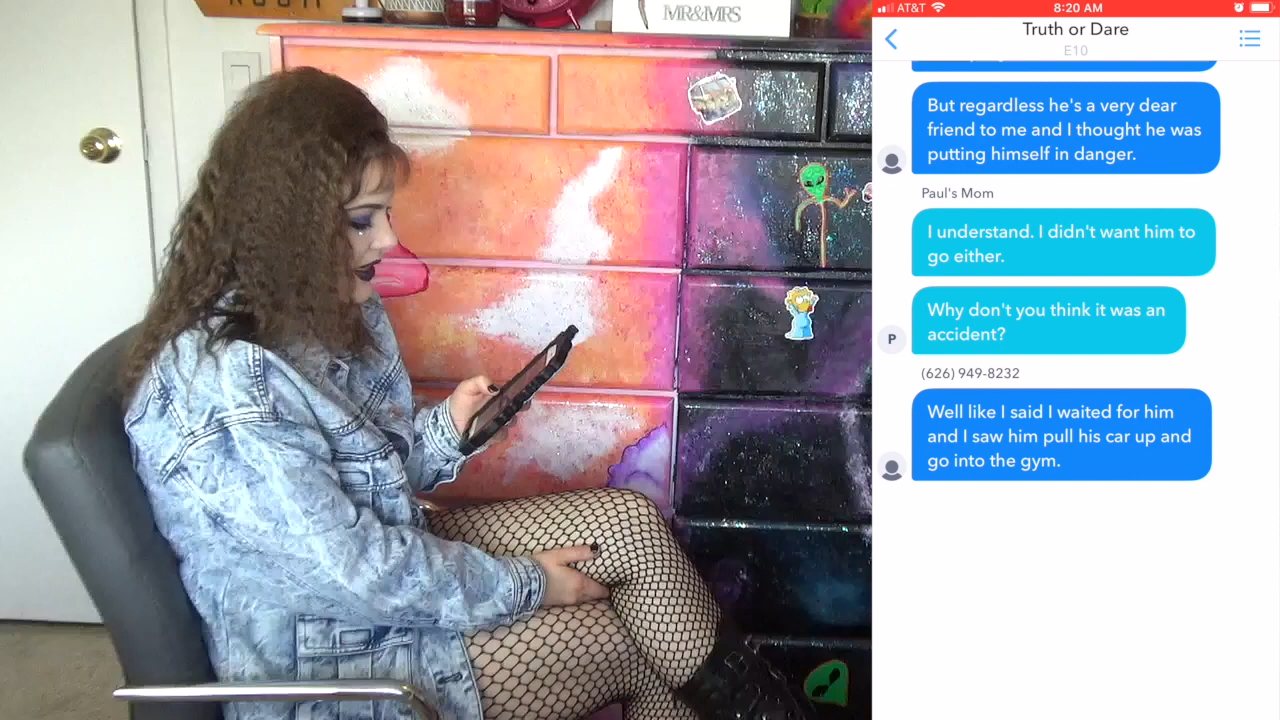 ROOM
MR&MRS
AT&T
8:20 AM
Truth or Dare
E10
But regardless he's a very dear
friend to me and I thought he was
putting himself in danger.
Paul's Mom
I understand. I didn't want him to
go either.
Why don't you think it was an
accident?
P
(626) 949-8232
Well like I said I waited for him
and I saw him pull his car up and
go into the gym.